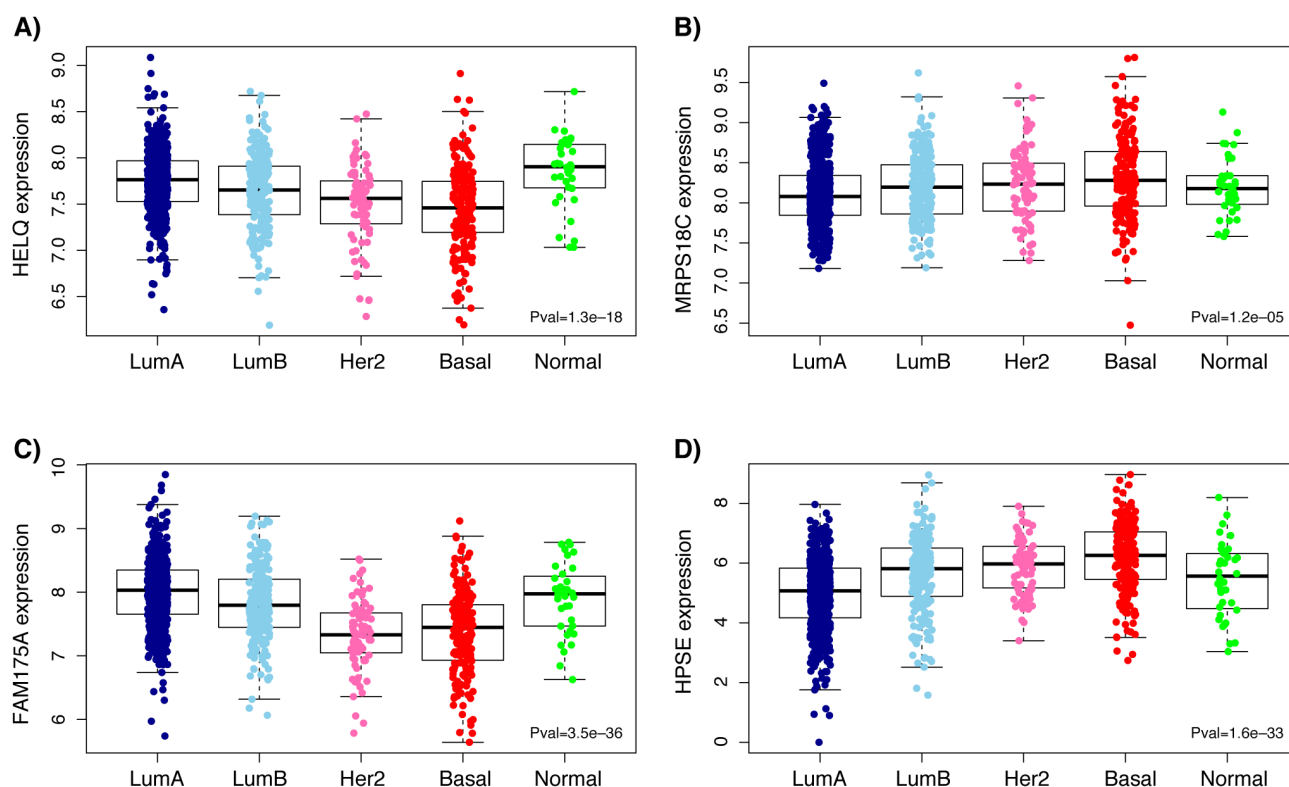 A)
HELQ expression
9.0
8.5
8.0
7.5
7.0
6.5
Pval=1.3e−18
LumA LumB Her2 Basal Normal
B)
MRPS18C expression
9.5
9.0
8.5
8.0
7.5
7.0
6.5
Pval=1.2e−05
LumA LumB Her2 Basal Normal
C)
FAM175A expression
10
9
8
7
6
Pval=3.5e−36
LumA LumB Her2 Basal Normal
D)
HPSE expression
8
6
4
2
0
Pval=1.6e−33
LumA LumB Her2 Basal Normal